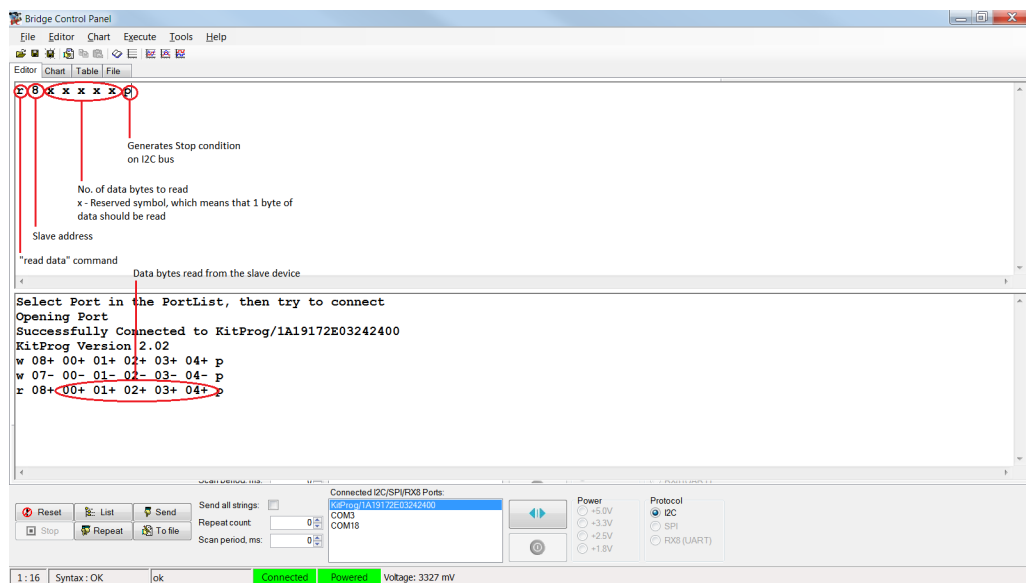 Bridge Control Panel
File Editor Chart Execute Tools Help
Editor Chart Table File
r 8 x x x x x p
Generates Stop condition
on I2C bus
No. of data bytes to read
x - Reserved symbol, which means that 1 byte of
data should be read
Slave address
"read data" command
Data bytes read from the slave device
Select Port in the PortList, then try to connect
Opening Port
Successfully Connected to KitProg/1A19172E03242400
KitProg Version 2.02
w 08+ 00+ 01+ 02+ 03+ 04+ p
w 07- 00- 01- 02- 03- 04- p
r 08+ 00+ 01+ 02+ 03+ 04+ p
Scan period, ms: 0
Connected I2C/SPI/RX8 Ports:
Power Protocol
Reset List Send Send all strings: KitProg/1A19172E03242400 +5.0V I2C
Stop Repeat To file Repeat count: 0 COM3 +3.3V SPI
COM18
Scan period, ms: 0 +2.5V RX8 (UART)
+1.8V
1 : 16 Syntax : OK ok Connected Powered Voltage: 3327 mV